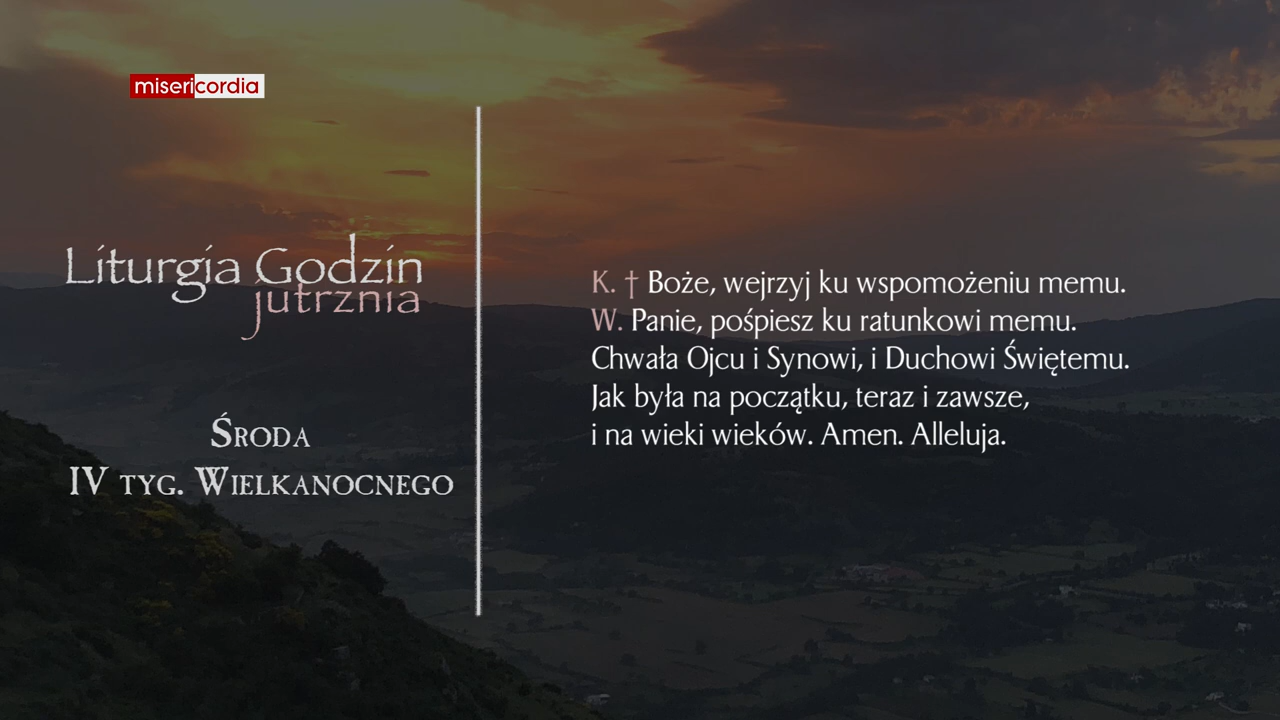 misericordia
Liturgia Godzin
jutrznia
Środa
IV tyg. Wielkanocnego
K. † Boże, wejrzyj ku wspomożeniu memu.
W. Panie, pośpiesz ku ratunkowi memu.
Chwała Ojcu i Synowi, i Duchowi Świętemu.
Jak była na początku, teraz i zawsze,
i na wieki wieków. Amen. Alleluja.